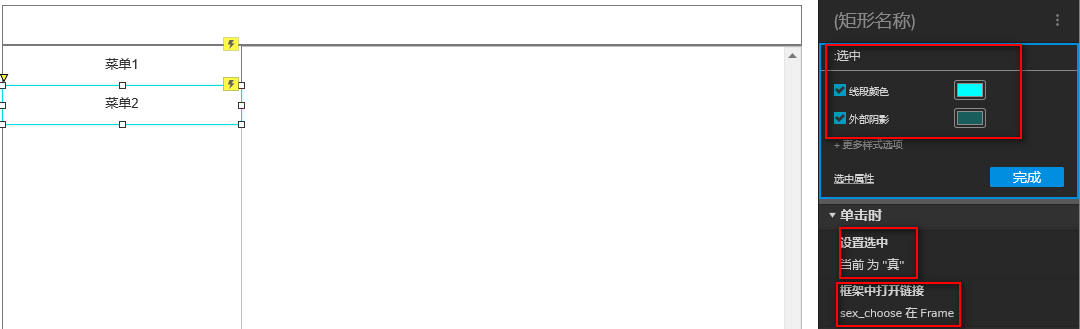 菜单1
菜单2
(矩形名称)
:选中
线段颜色
外部阴影
+ 更多样式选项
选中属性
完成
单击时
设置选中
当前 为 "真"
框架中打开链接
sex_choose 在 Frame